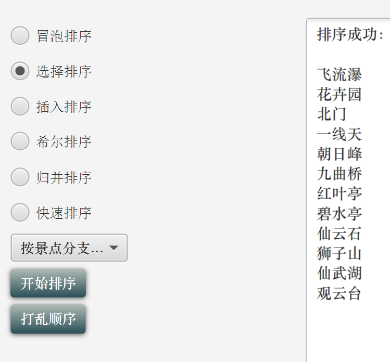 冒泡排序
选择排序
插入排序
希尔排序
归并排序
快速排序
按景点分支...
开始排序
打乱顺序
排序成功:
飞流瀑
花卉园
北门
一线天
朝日峰
九曲桥
红叶亭
碧水亭
仙云石
狮子山
仙武湖
观云台